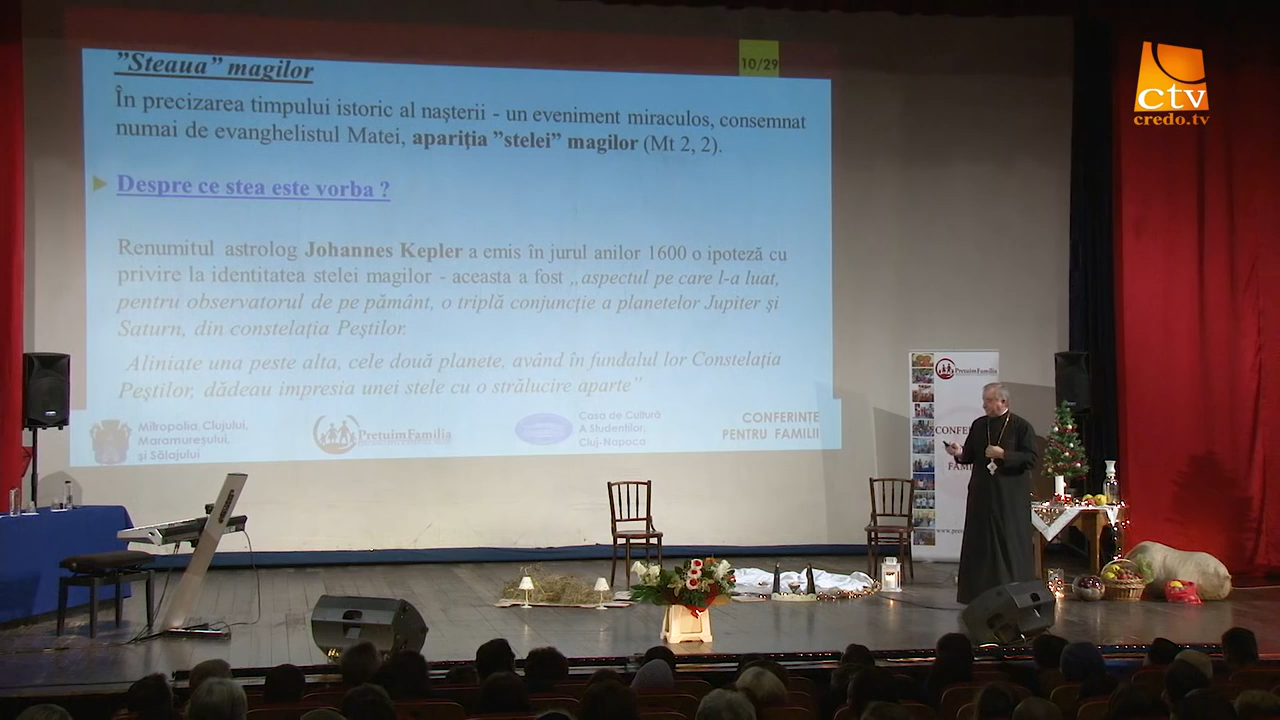 ”Steaua” magilor
10/29
În precizarea timpului istoric al nașterii - un eveniment miraculos, consemnat
numai de evanghelistul Matei, apariția ”stelei” magilor (Mt 2, 2).
Despre ce stea este vorba ?
Renumitul astrolog Johannes Kepler a emis în jurul anilor 1600 o ipoteză cu
privire la identitatea stelei magilor - aceasta a fost „aspectul pe care l-a luat,
pentru observatorul de pe pământ, o triplă conjuncție a planetelor Jupiter și
Saturn, din constelația Peștilor.
Aliniate una peste alta, cele două planete, având în fundalul lor Constelația
Peștilor, dădeau impresia unei stele cu o strălucire aparte”
Mitropolia Clujului,
Maramureșului,
și Sălajului
PretuimFamilia
Casa de Cultură
A Studenților,
Cluj-Napoca
CONFERINȚE
PENTRU FAMILII
ctv
credo.tv
PretuimFamilia